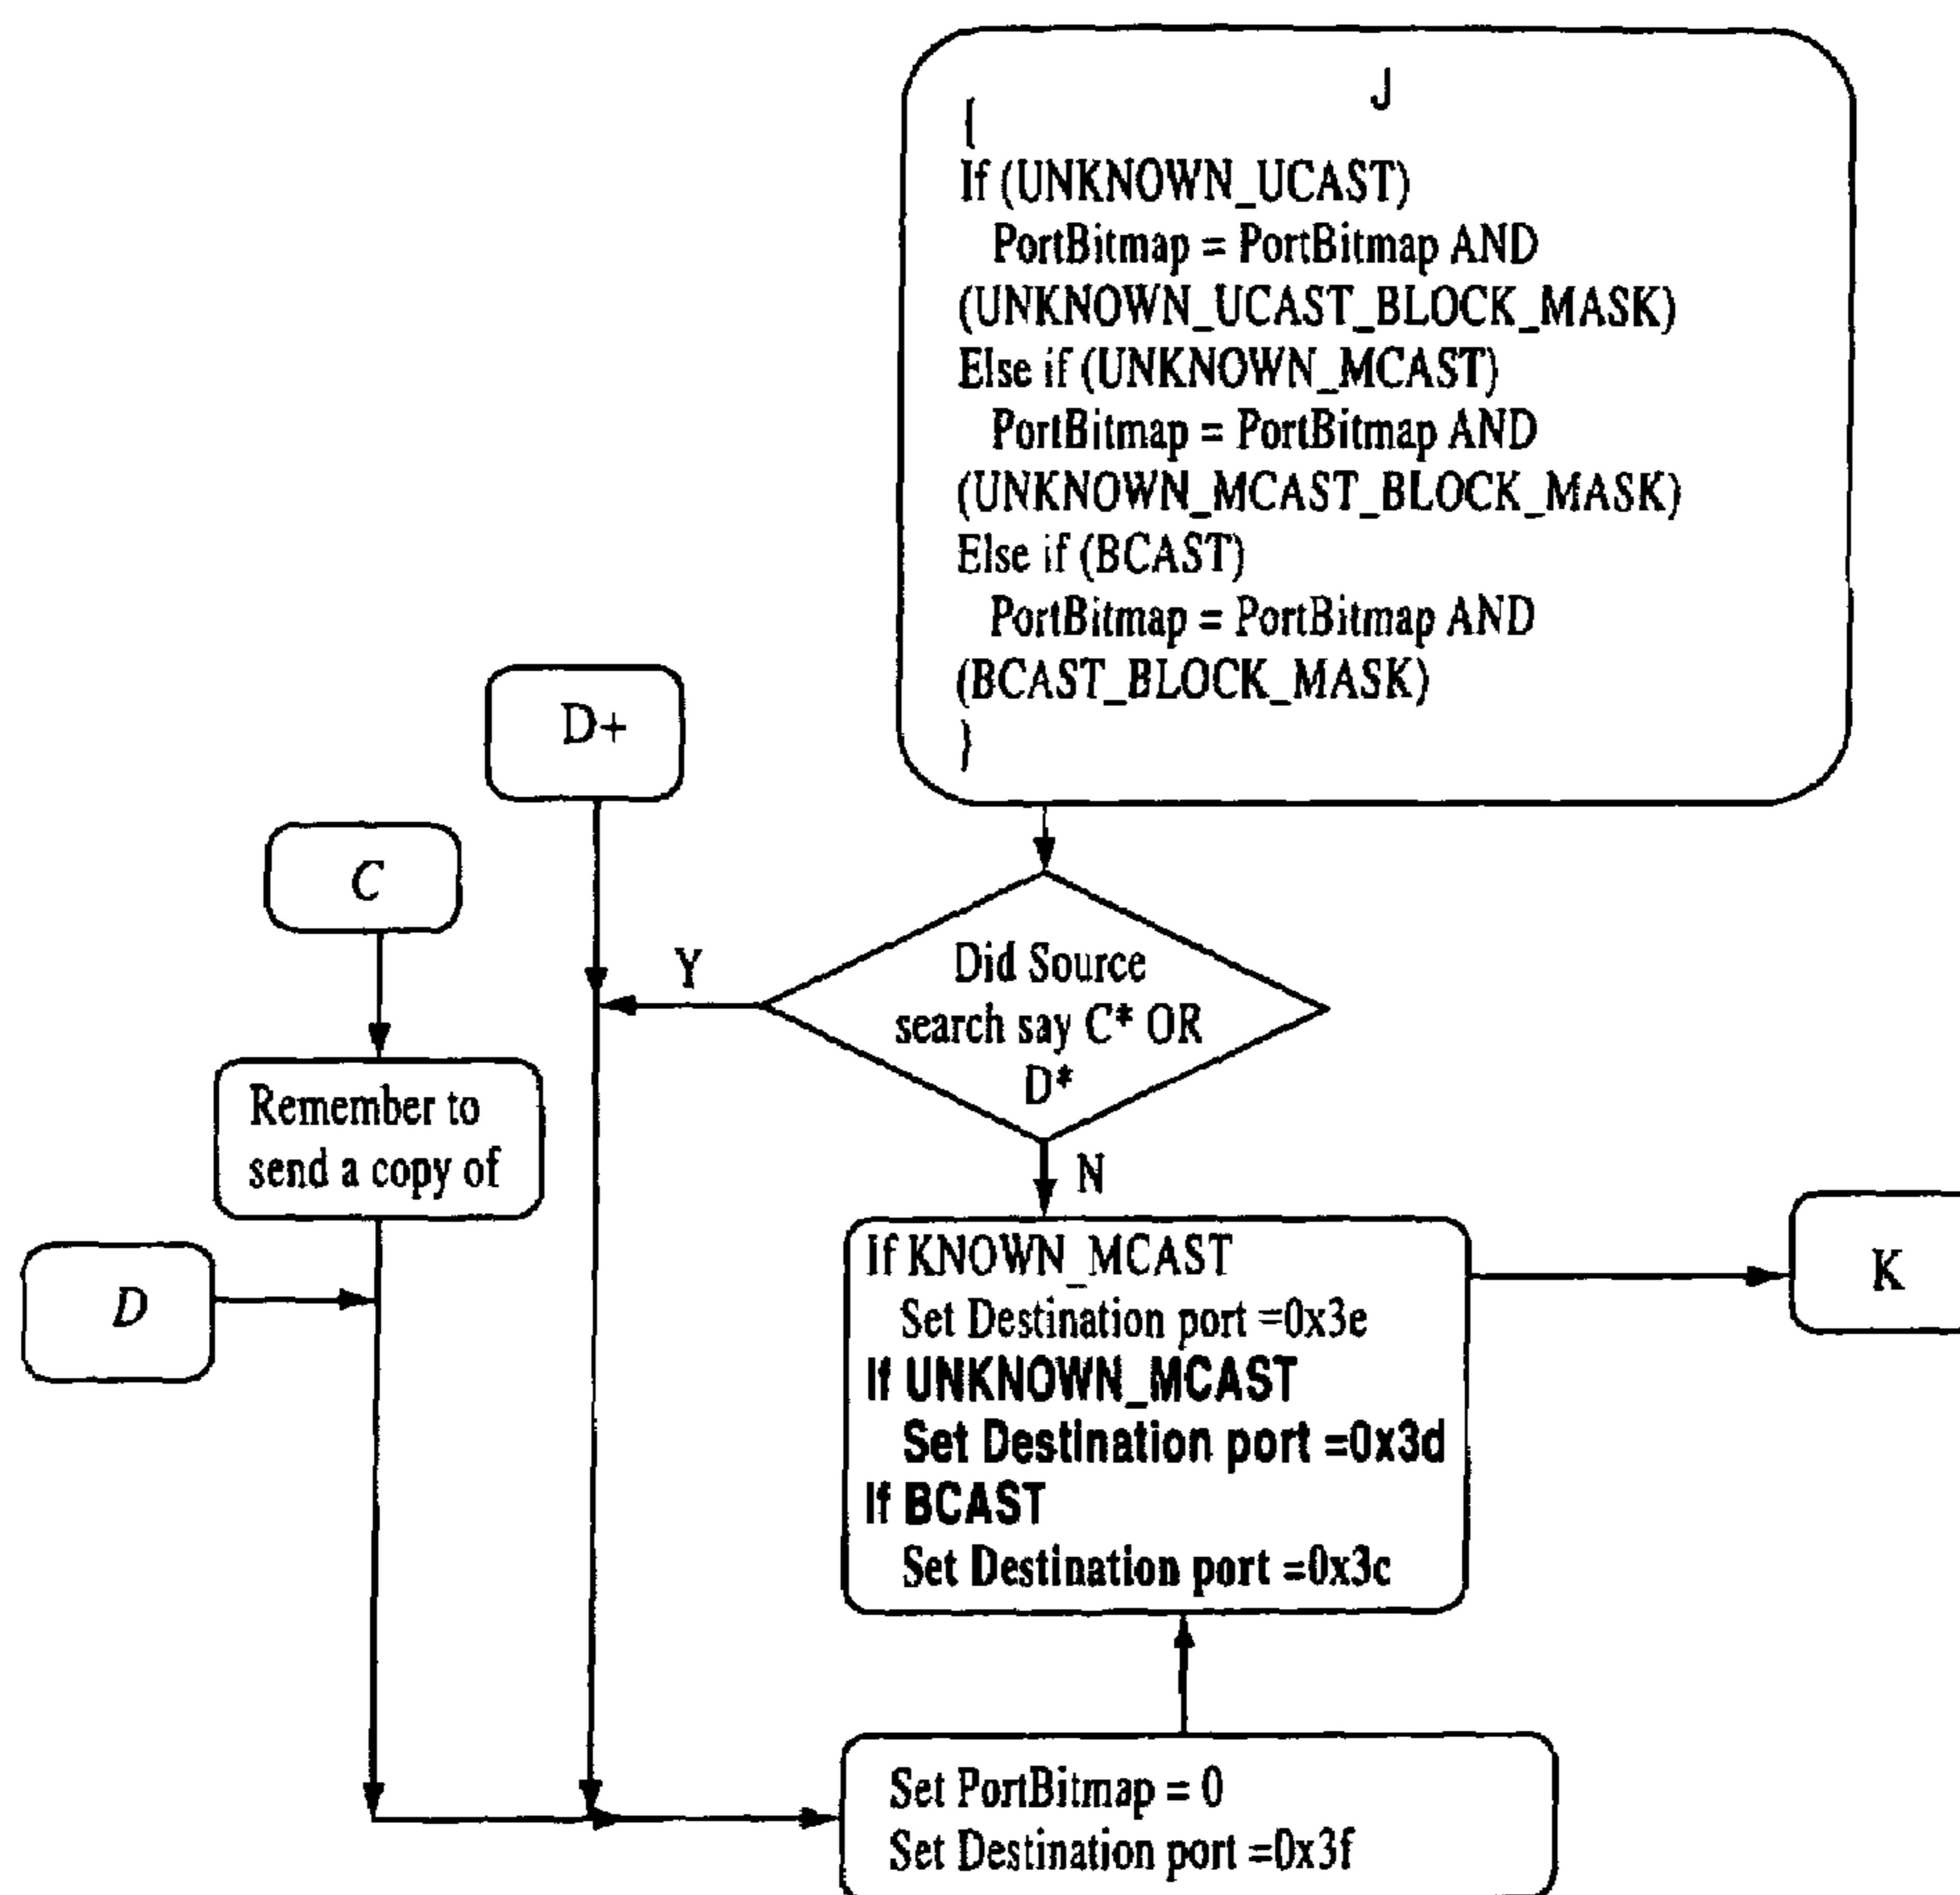 J
{
If (UNKNOWN_UCAST)
PortBitmap = PortBitmap AND
(UNKNOWN_UCAST_BLOCK_MASK)
Else if (UNKNOWN_MCAST)
PortBitmap = PortBitmap AND
(UNKNOWN_MCAST_BLOCK_MASK)
Else if (BCAST)
PortBitmap = PortBitmap AND
(BCAST_BLOCK_MASK)
}
D+
C
Y
Did Source
search say C* OR
D*
Remember to
send a copy of
N
D
If KNOWN_MCAST
Set Destination port =0x3e
If UNKNOWN_MCAST
Set Destination port =0x3d
If BCAST
Set Destination port =0x3c
K
Set PortBitmap = 0
Set Destination port =0x3f